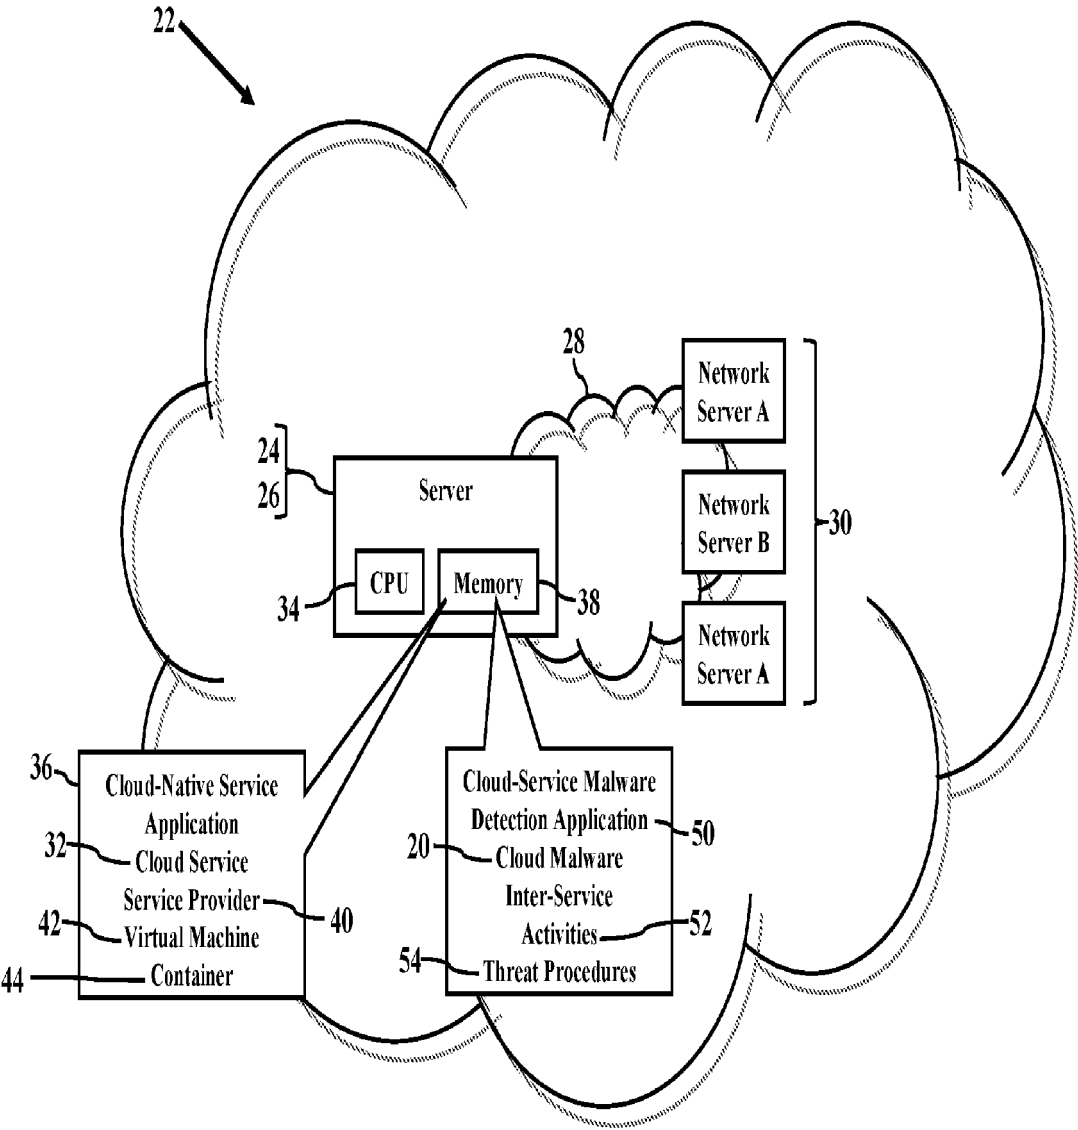 22
28
Network
Server A
24
26
Server
Network
Server B
30
CPU
Memory
34
38
Network
Server A
36
Cloud-Native Service
Application
32
Cloud Service
Service Provider
40
42
Virtual Machine
44
Container
Cloud-Service Malware
Detection Application
50
20
Cloud Malware
Inter-Service
Activities
52
54
Threat Procedures